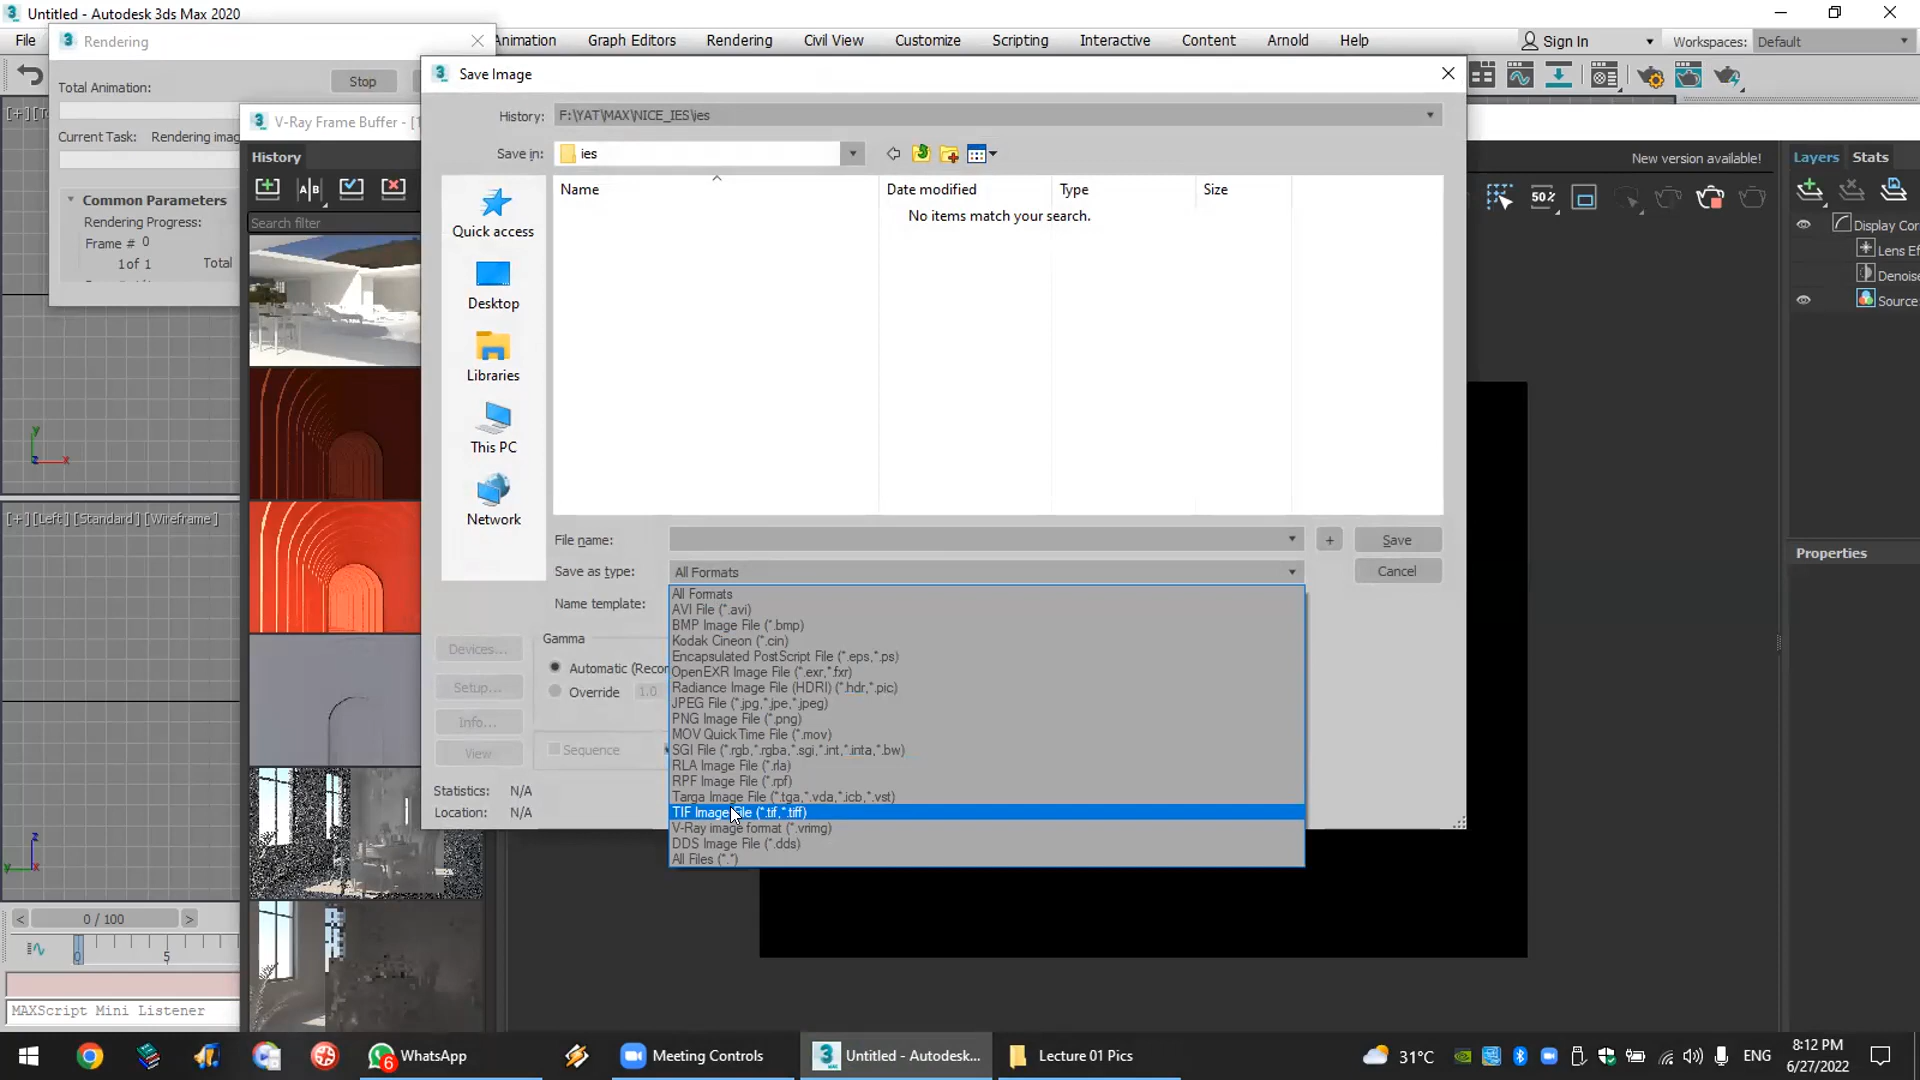 Untitled - Autodesk 3ds Max 2020
File
Animation
Graph Editors
Rendering
Civil View
Customize
Scripting
Interactive
Content
Arnold
Help
Sign In
Workspaces: Default
Rendering
Total Animation:
Stop
Current Task:
Common Parameters
Rendering Progress:
Frame # 0
1 of 1
Total
V-Ray Frame Buffer - [1
History
Search filter
[+] [Left] [Standard] [Wireframe]
y
x
z
z
y
Save Image
History: F:\YAT\MAX\NICE_IES\ies
Save in: ies
Name
Date modified
Type
Size
No items match your search.
Quick access
Desktop
Libraries
This PC
Network
File name:
+
Save
Save as type: All Formats
Cancel
Name template:
All Formats
AVI File (*.avi)
BMP Image File (*.bmp)
Kodak Cineon (*.cin)
Encapsulated PostScript File (*.eps,*.ps)
OpenEXR Image File (*.exr,*.fxr)
Radiance Image File (HDRI) (*.hdr,*.pic)
JPEG File (*.jpg,*.jpe,*.jpeg)
PNG Image File (*.png)
MOV QuickTime File (*.mov)
SGI File (*.rgb,*.rgba,*.sgi,*.int,*.inta,*.bw)
RLA Image File (*.rla)
RPF Image File (*.rpf)
Targa Image File (*.tga,*.vda,*.icb,*.vst)
TIF Image File (*.tif,*.tiff)
V-Ray image format (*.vrimg)
DDS Image File (*.dds)
All Files (*.*)
Gamma
Automatic (Recom
Override 1.0
Devices...
Setup...
Info...
View
Sequence
Statistics: N/A
Location: N/A
New version available!
50%
Layers
Stats
Display Cor
Lens Ef
Denoise
Source:
Properties
< 0 / 100 >
0
5
MAXScript Mini Listener
6
WhatsApp
Meeting Controls
Untitled - Autodesk...
Lecture 01 Pics
31°C
ENG
8:12 PM
6/27/2022